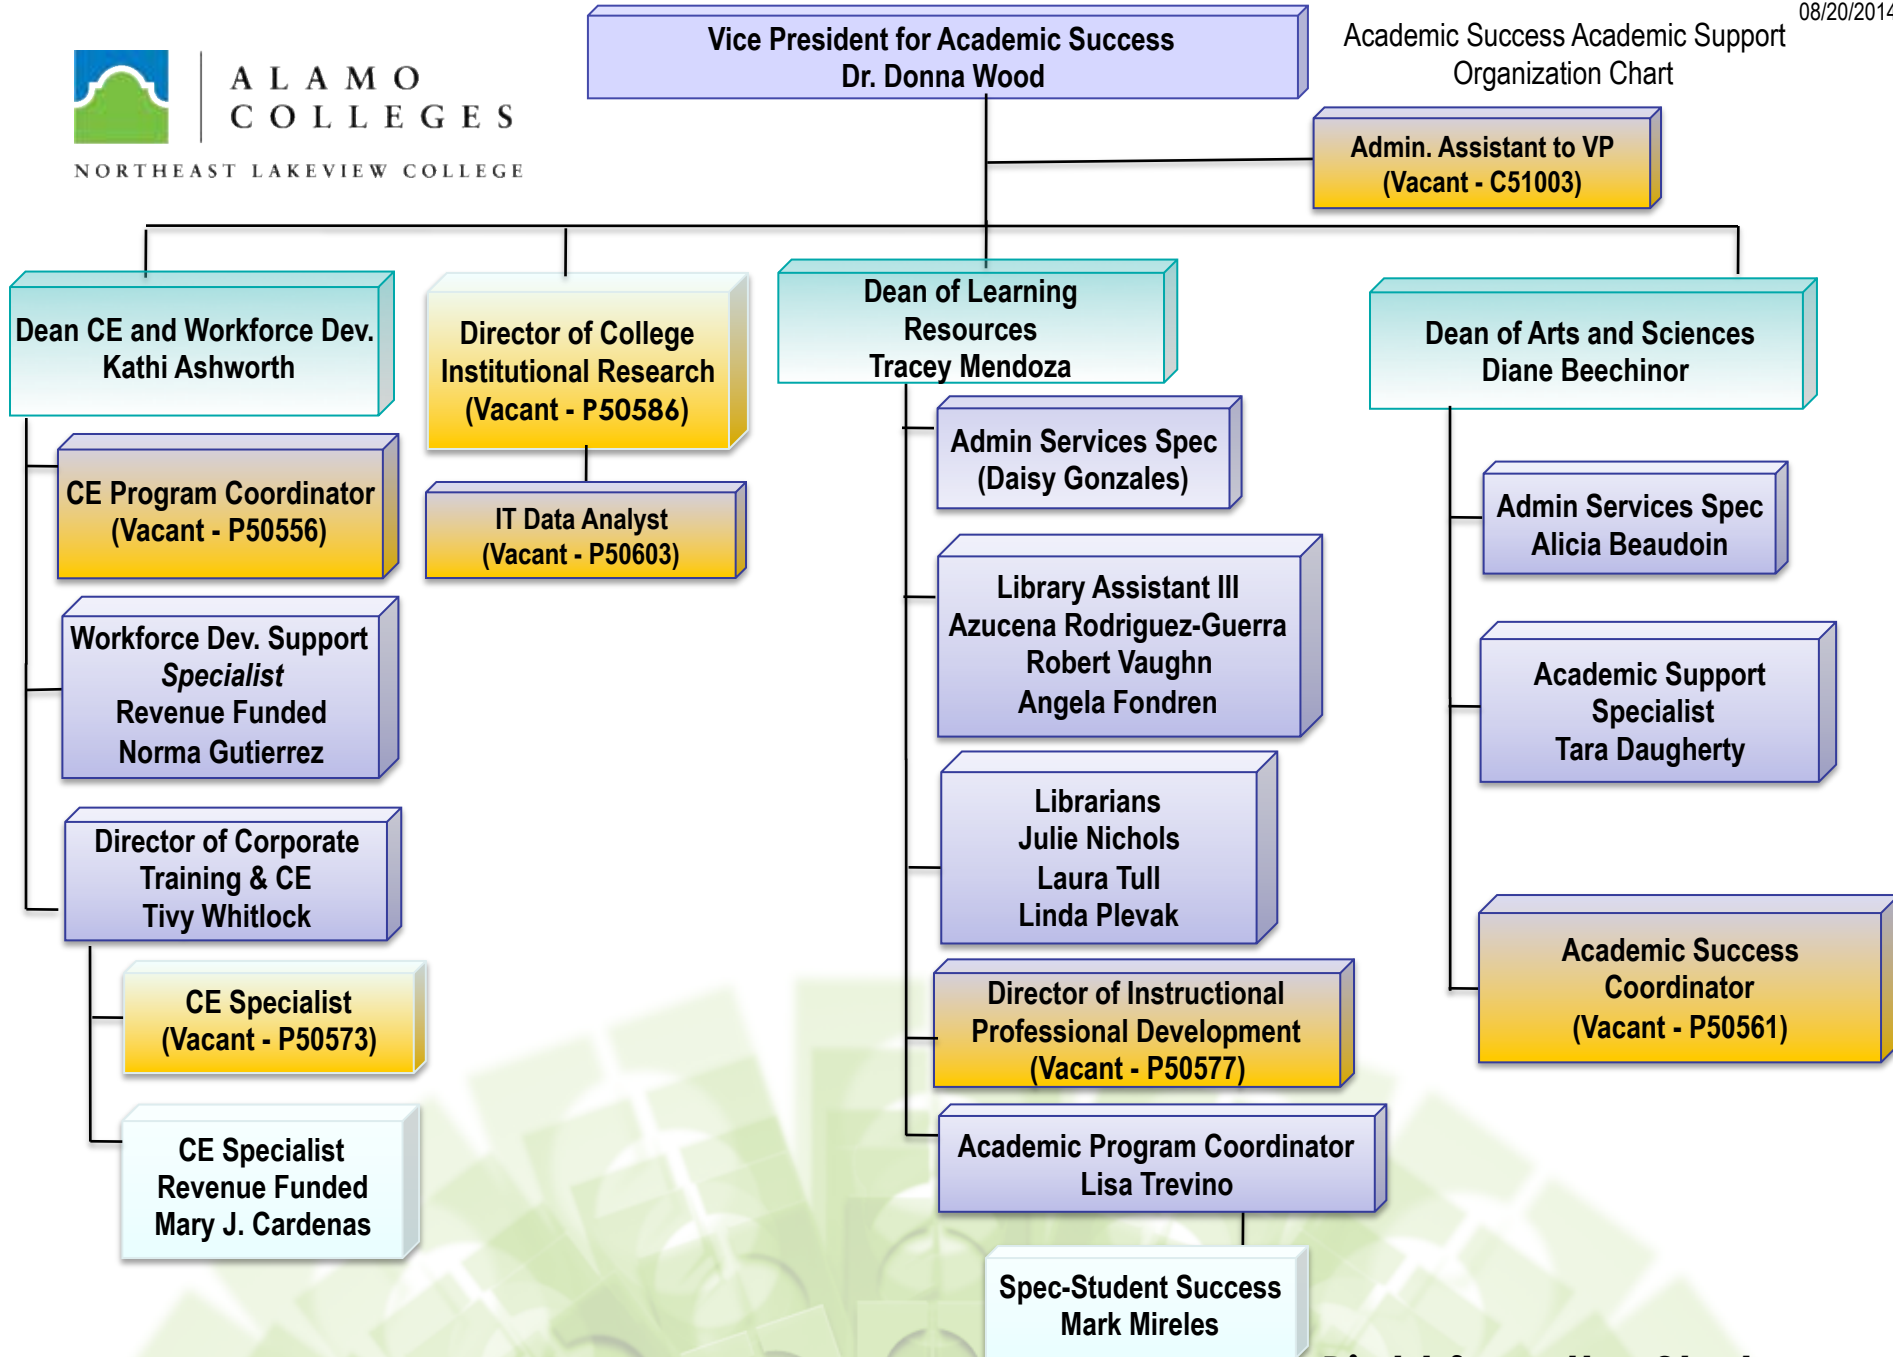 08/20/2014
Vice President for Academic Success
Dr. Donna Wood
Academic Success Academic Support
Organization Chart
ALAMO
COLLEGES
NORTHEAST LAKEVIEW COLLEGE
Admin. Assistant to VP
(Vacant - C51003)
Dean CE and Workforce Dev.
Kathi Ashworth
CE Program Coordinator
(Vacant - P50556)
Workforce Dev. Support
Specialist
Revenue Funded
Norma Gutierrez
Director of Corporate
Training & CE
Tivy Whitlock
CE Specialist
(Vacant - P50573)
CE Specialist
Revenue Funded
Mary J. Cardenas
Director of College
Institutional Research
(Vacant - P50586)
IT Data Analyst
(Vacant - P50603)
Dean of Learning
Resources
Tracey Mendoza
Admin Services Spec
(Daisy Gonzales)
Library Assistant III
Azucena Rodriguez-Guerra
Robert Vaughn
Angela Fondren
Librarians
Julie Nichols
Laura Tull
Linda Plevak
Director of Instructional
Professional Development
(Vacant - P50577)
Academic Program Coordinator
Lisa Trevino
Spec-Student Success
Mark Mireles
Dean of Arts and Sciences
Diane Beechinor
Admin Services Spec
Alicia Beaudoin
Academic Support
Specialist
Tara Daugherty
Academic Success
Coordinator
(Vacant - P50561)